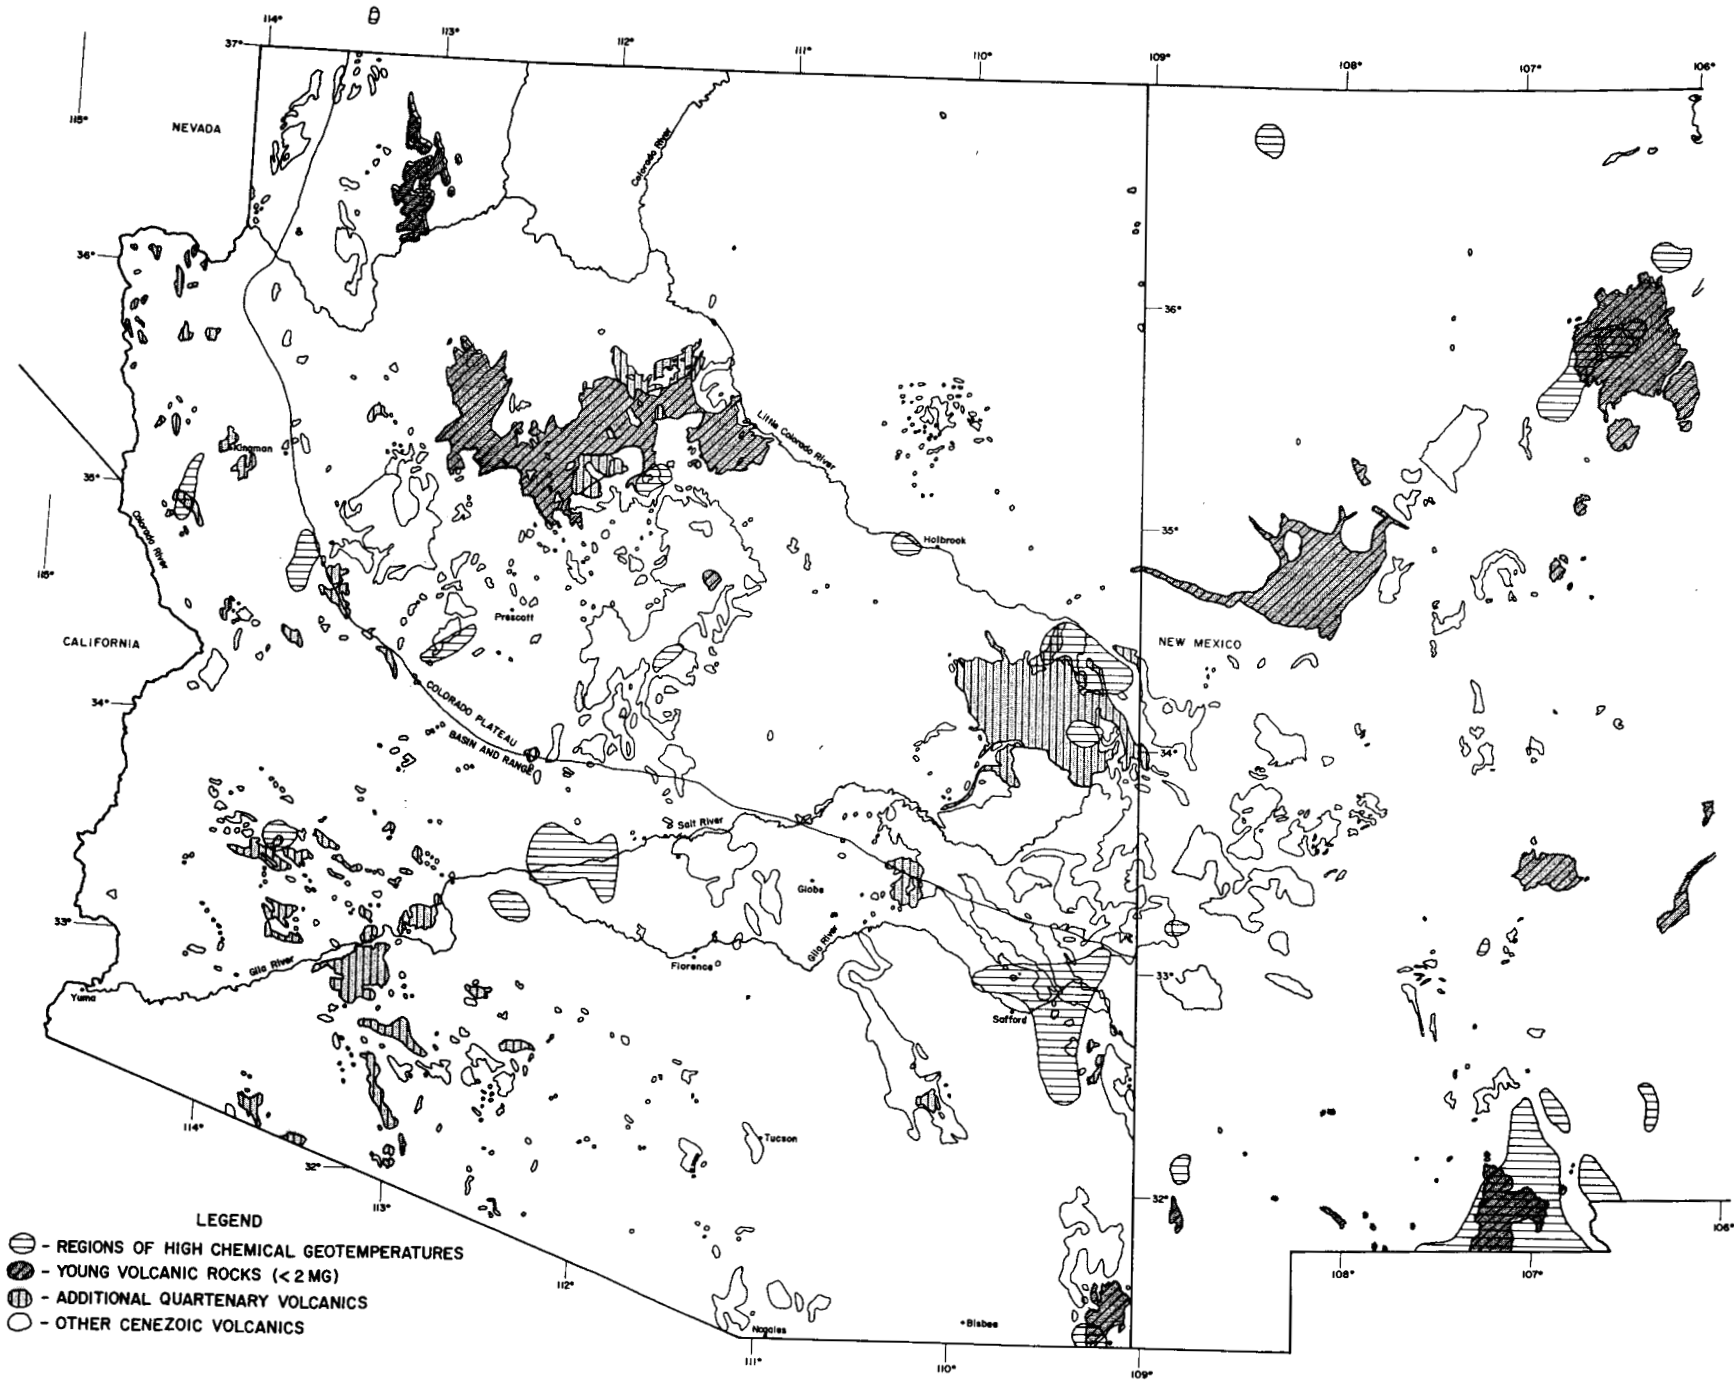 114°
113°
112°
111°
110°
109°
108°
107°
106°
37°
115°
NEVADA
Colorado River
36°
36°
Kingman
Little Colorado River
35°
Colorado River
35°
Holbrook
115°
Prescott
CALIFORNIA
NEW MEXICO
34°
COLORADO PLATEAU
BASIN AND RANGE
34°
Salt River
Globe
33°
Gila River
Gila River
Florence
33°
Yuma
Safford
114°
Tucson
32°
32°
113°
106°
LEGEND
- REGIONS OF HIGH CHEMICAL GEOTEMPERATURES
- YOUNG VOLCANIC ROCKS (< 2 MG)
- ADDITIONAL QUARTENARY VOLCANICS
- OTHER CENEZOIC VOLCANICS
112°
108°
107°
Nogales
Bisbee
111°
110°
109°